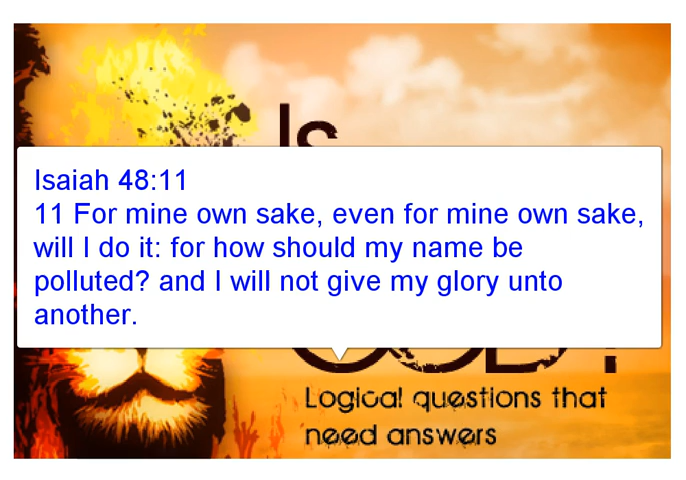 Is
Isaiah 48:11
11 For mine own sake, even for mine own sake,
will I do it: for how should my name be
polluted? and I will not give my glory unto
another.
GOD?
Logical questions that
need answers